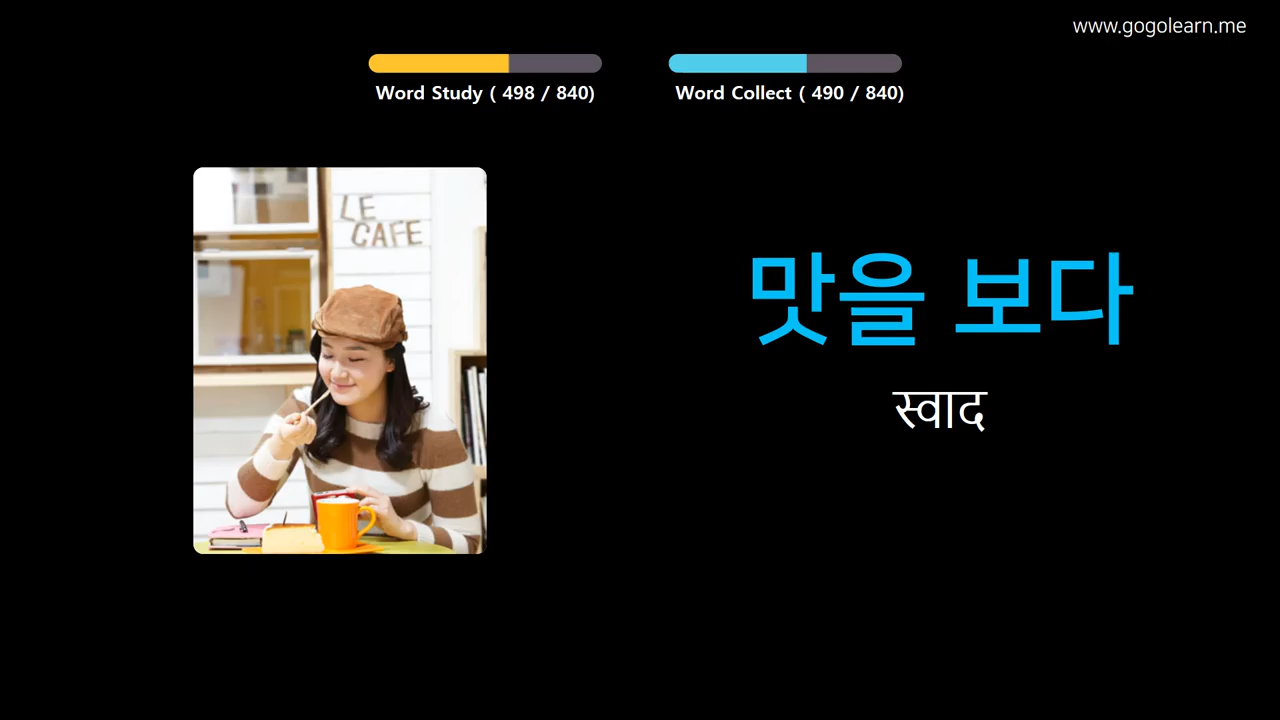 www.gogolearn.me
Word Study ( 498 / 840)
Word Collect ( 490 / 840)
LE
CAFE
맛을 보다
स्वाद